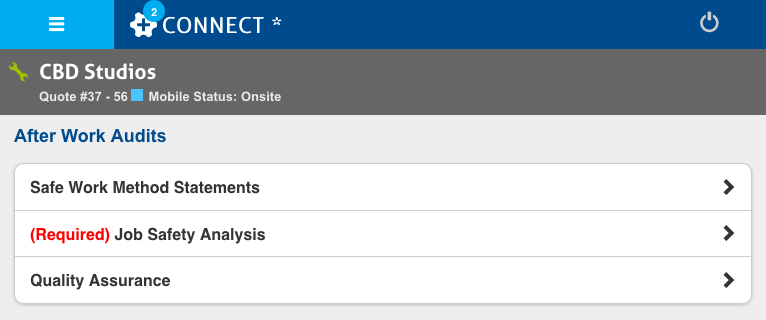 2
CONNECT *
CBD Studios
Quote #37 - 56 Mobile Status: Onsite
After Work Audits
Safe Work Method Statements
(Required) Job Safety Analysis
Quality Assurance